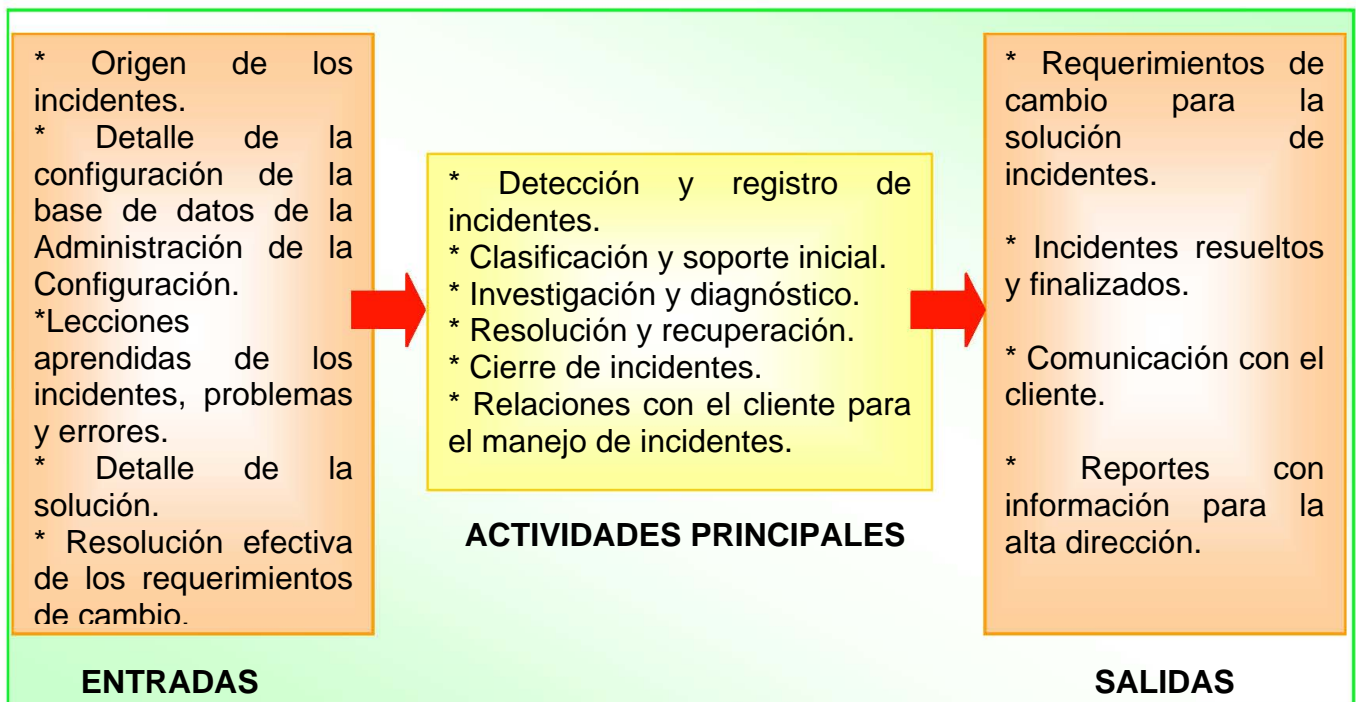 * Origen de los
incidentes.
* Detalle de la
configuración de la
base de datos de la
Administración de la
Configuración.
*Lecciones
aprendidas de los
incidentes, problemas
y errores.
* Detalle de la
solución.
* Resolución efectiva
de los requerimientos
de cambio.
ENTRADAS
* Detección y registro de
incidentes.
* Clasificación y soporte inicial.
* Investigación y diagnóstico.
* Resolución y recuperación.
* Cierre de incidentes.
* Relaciones con el cliente para
el manejo de incidentes.
ACTIVIDADES PRINCIPALES
* Requerimientos de
cambio para la
solución de
incidentes.
* Incidentes resueltos
y finalizados.
* Comunicación con el
cliente.
* Reportes con
información para la
alta dirección.
SALIDAS